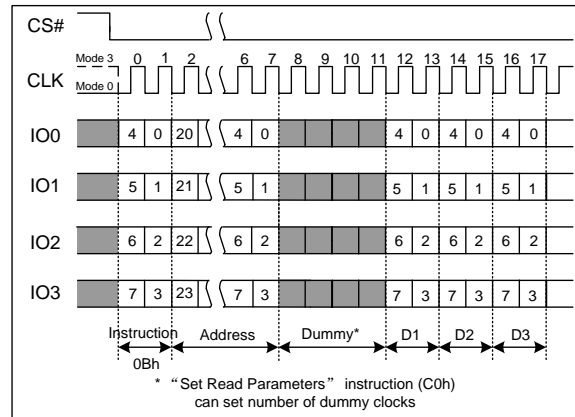 CS#
Mode 3 0 1 2 6 7 8 9 10 11 12 13 14 15 16 17
CLK
Mode 0
IO0 4 0 20 4 0 4 0 4 0 4 0
IO1 5 1 21 5 1 5 1 5 1 5 1
IO2 6 2 22 6 2 6 2 6 2 6 2
IO3 7 3 23 7 3 7 3 7 3 7 3
Instruction Address Dummy* D1 D2 D3
0Bh
* “Set Read Parameters” instruction (C0h)
can set number of dummy clocks